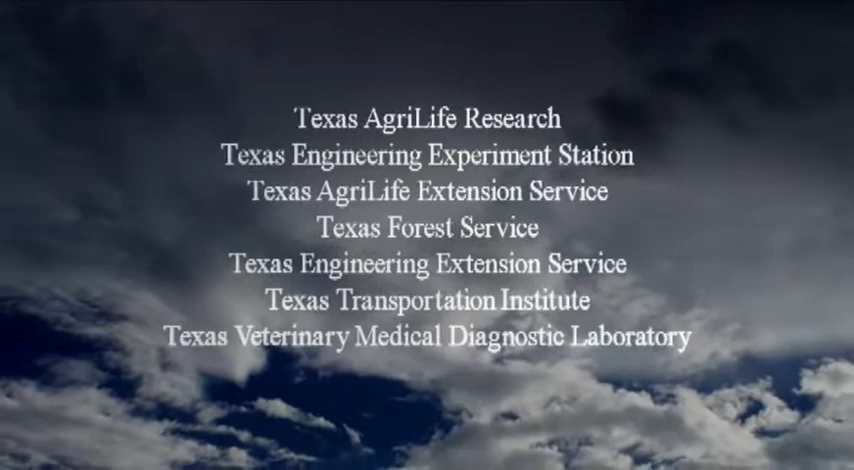 Texas AgriLife Research
Texas Engineering Experiment Station
Texas AgriLife Extension Service
Texas Forest Service
Texas Engineering Extension Service
Texas Transportation Institute
Texas Veterinary Medical Diagnostic Laboratory